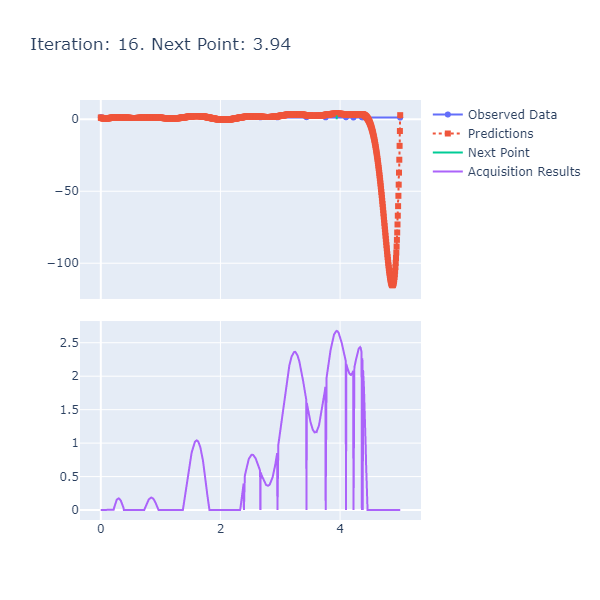 Iteration: 16. Next Point: 3.94
Observed Data
Predictions
Next Point
Acquisition Results
0
−50
−100
2.5
2
1.5
1
0.5
0
0 2 4